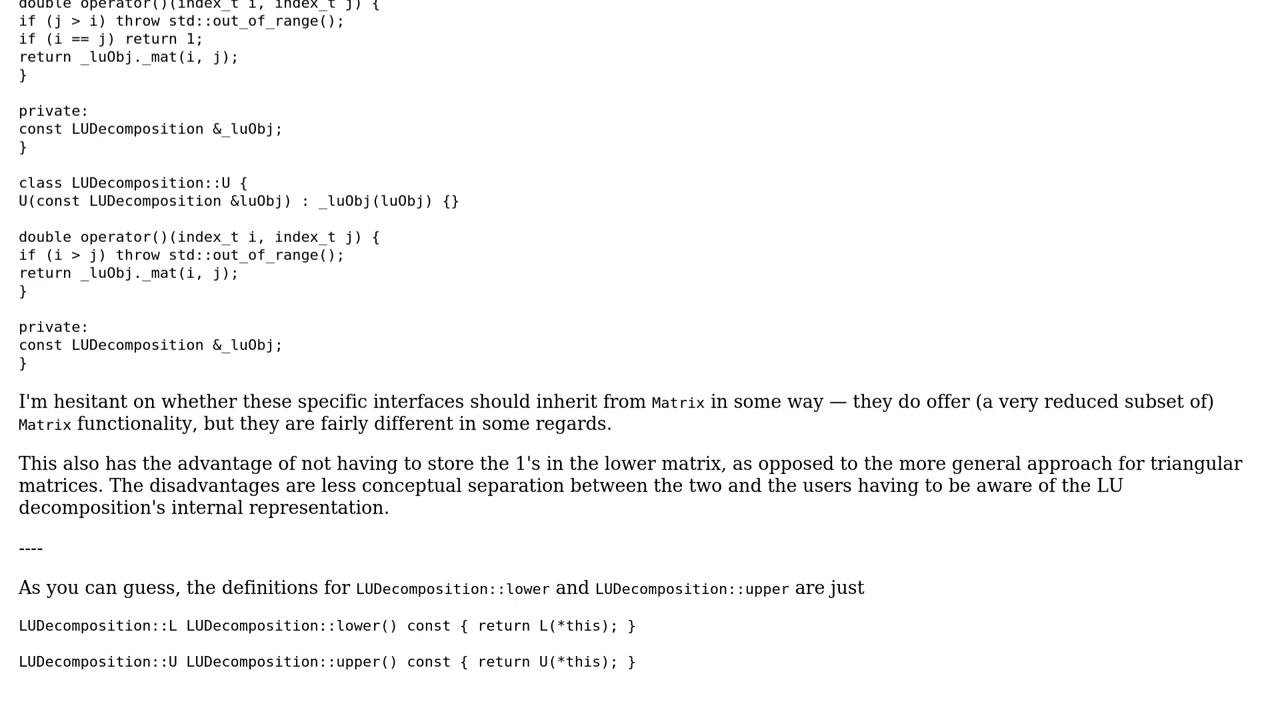 double operator()(index_t i, index_t j) {
if (j > i) throw std::out_of_range();
if (i == j) return 1;
return _luObj._mat(i, j);
}
private:
const LUDecomposition &_luObj;
}
class LUDecomposition::U {
U(const LUDecomposition &luObj) : _luObj(luObj) {}
double operator()(index_t i, index_t j) {
if (i > j) throw std::out_of_range();
return _luObj._mat(i, j);
}
private:
const LUDecomposition &_luObj;
}
I'm hesitant on whether these specific interfaces should inherit from Matrix in some way — they do offer (a very reduced subset of)
Matrix functionality, but they are fairly different in some regards.
This also has the advantage of not having to store the 1's in the lower matrix, as opposed to the more general approach for triangular
matrices. The disadvantages are less conceptual separation between the two and the users having to be aware of the LU
decomposition's internal representation.
----
As you can guess, the definitions for LUDecomposition::lower and LUDecomposition::upper are just
LUDecomposition::L LUDecomposition::lower() const { return L(*this); }
LUDecomposition::U LUDecomposition::upper() const { return U(*this); }